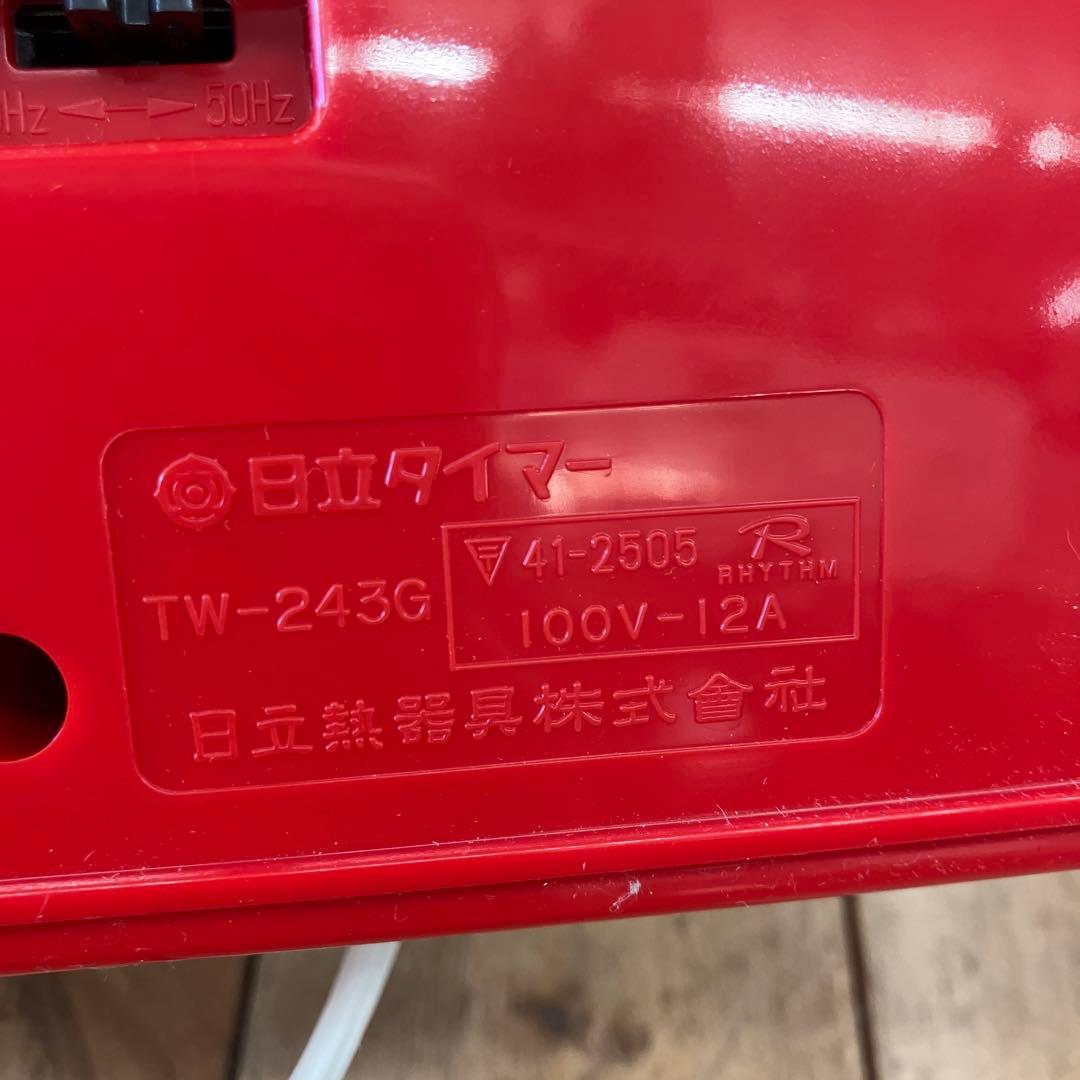 Hz ←→ 50Hz
日立タイマー
TW-243G
41-2505 R RHYTHM
100V-12A
日立熱器具株式會社